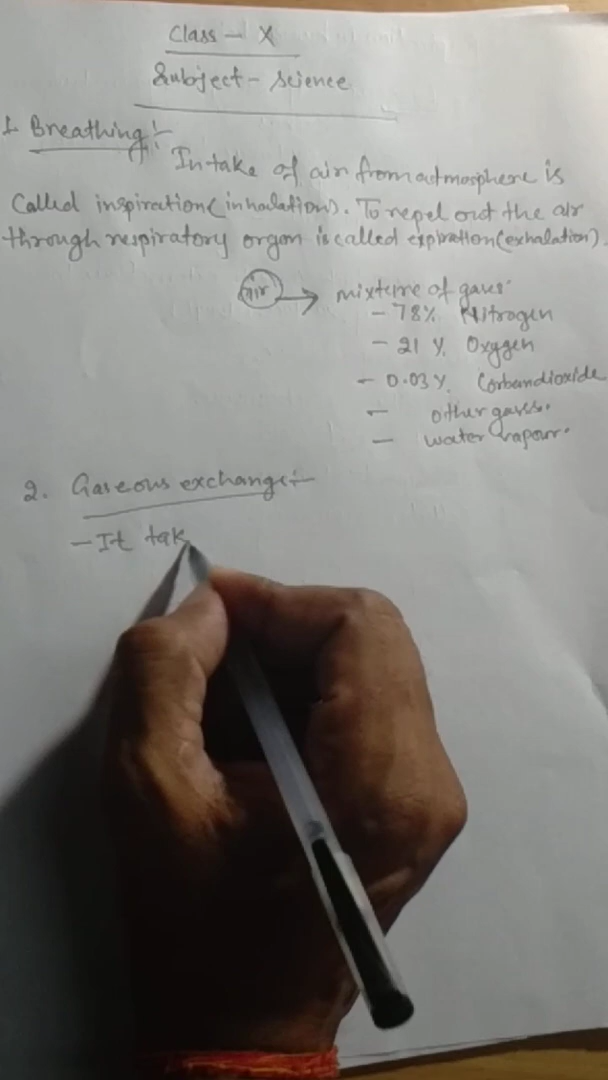 Class - X
Subject - Science
1. Breathing:-
Intake of air from atmosphere is
Called inspiration(inhalation). To repel out the air
through respiratory organ is called expiration(exhalation).
air → mixture of gases
- 78% Nitrogen
- 21 % Oxygen
- 0.03 % Carbondioxide
- other gases.
- water vapour.
2. Gaseous exchange:-
- It tak